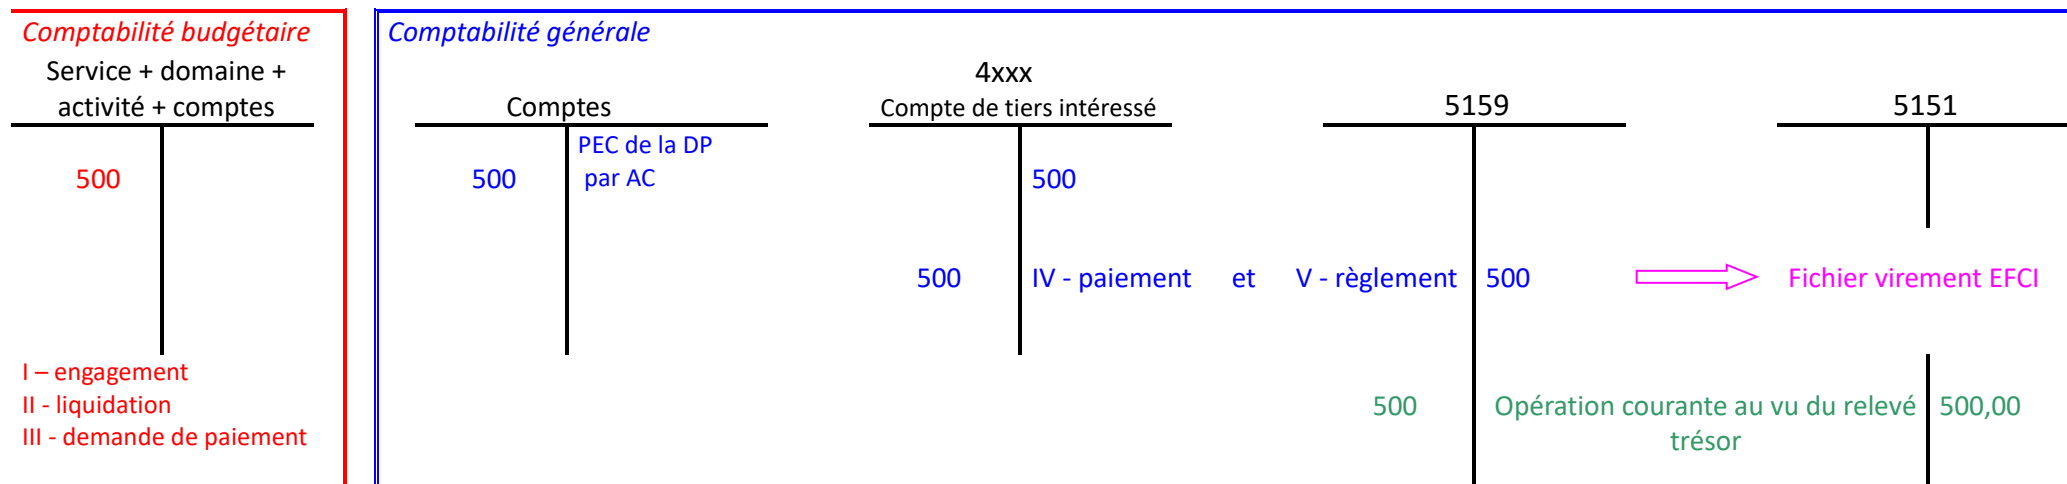 Comptabilité budgétaire
Service + domaine +
activité + comptes
500
I – engagement
II - liquidation
III - demande de paiement
Comptabilité générale
Comptes
4xxx
Compte de tiers intéressé
5159
5151
PEC de la DP
500 par AC
500
500 IV - paiement et V - règlement 500 Fichier virement EFCI
500 Opération courante au vu du relevé 500,00
trésor